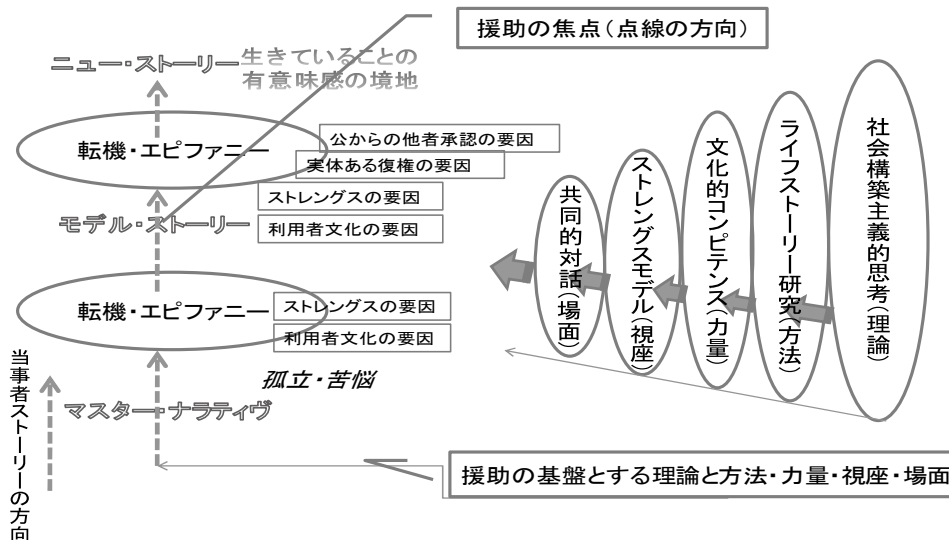 援助の焦点(点線の方向)
ニュー・ストーリー
生きていることの
有意味感の境地
転機・エピファニー
公からの他者承認の要因
実体ある復権の要因
ストレングスの要因
モデル・ストーリー
利用者文化の要因
転機・エピファニー
ストレングスの要因
利用者文化の要因
孤立・苦悩
マスター・ナラティヴ
当事者ストーリーの方向
共同的対話(場面)
ストレングスモデル(視座)
文化的コンピテンス(力量)
ライフストーリー研究(方法)
社会構築主義的思考(理論)
援助の基盤とする理論と方法・力量・視座・場面